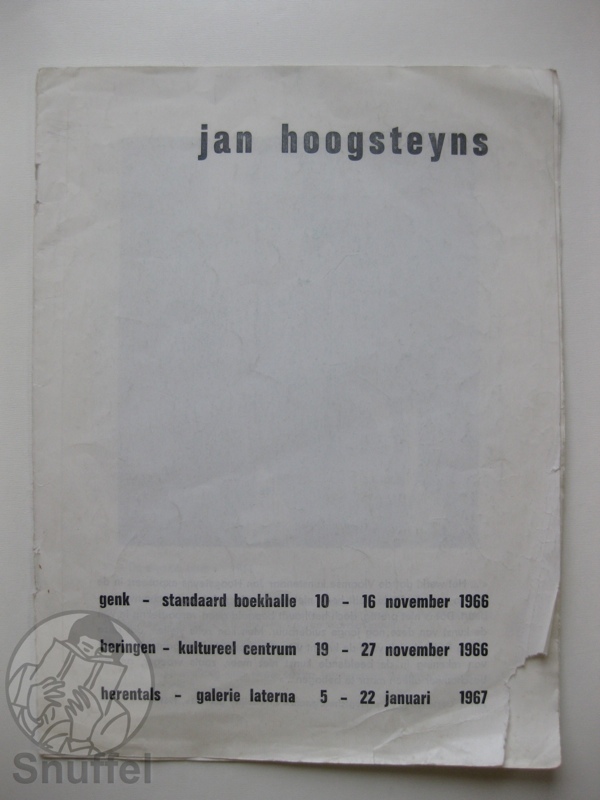 jan hoogsteyns
genk - standaard boekhalle 10 - 16 november 1966
beringen - kultureel centrum 19 - 27 november 1966
herentals - galerie laterna 5 - 22 januari 1967
Shuffel